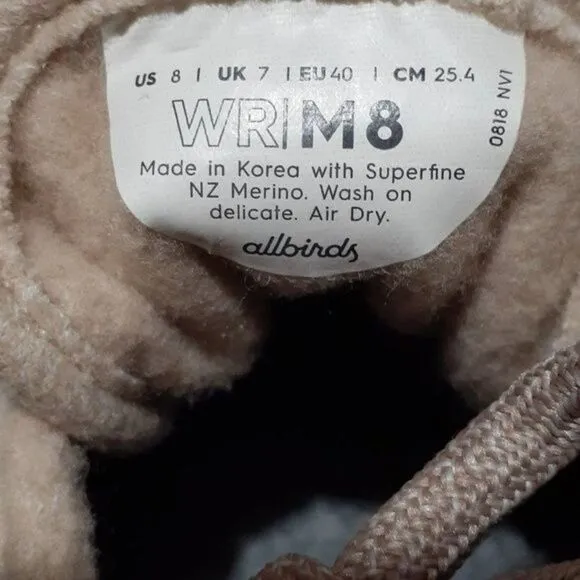 US 8 | UK 7 | EU 40 | CM 25.4
WR|M8
Made in Korea with Superfine
NZ Merino. Wash on
delicate. Air Dry.
allbirds
0818 NV1